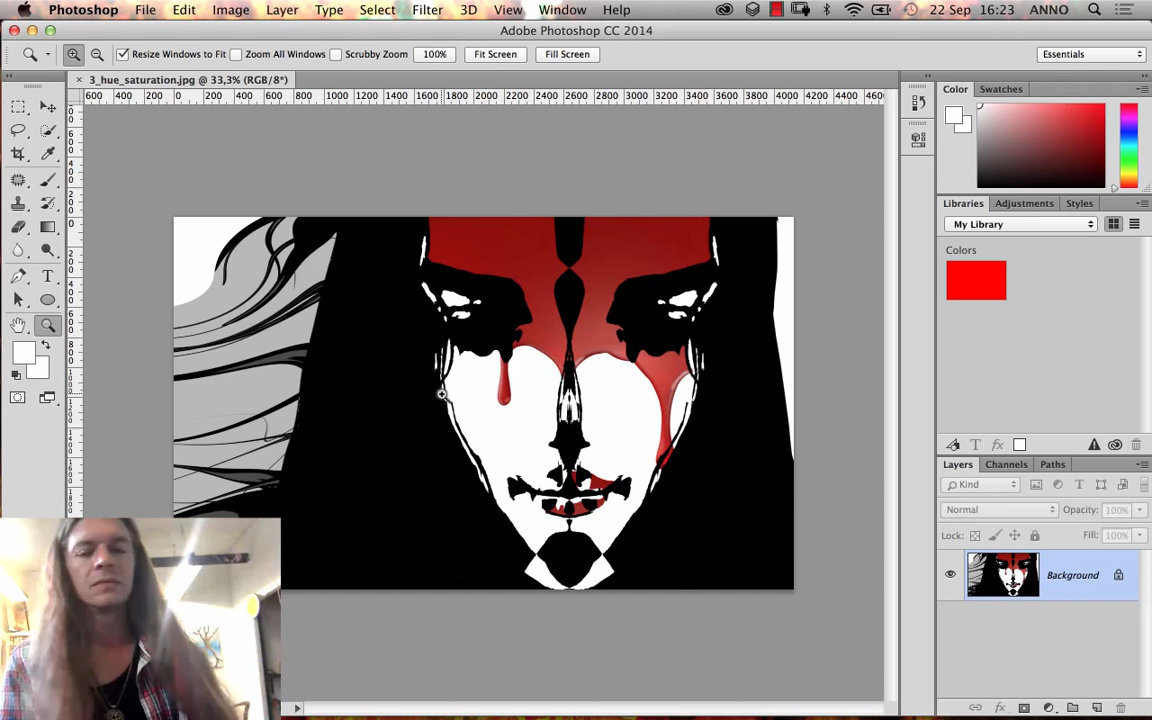 Photoshop File Edit Image Layer Type Select Filter 3D View Window Help 22 Sep 16:23 ANNO
Adobe Photoshop CC 2014
Resize Windows to Fit Zoom All Windows Scrubby Zoom 100% Fit Screen Fill Screen Essentials
× 3_hue_saturation.jpg @ 33,3% (RGB/8*)
600 400 200 0 200 400 600 800 1000 1200 1400 1600 1800 2000 2200 2400 2600 2800 3000 3200 3400 3600 3800 4000 4200 4400 460
Color Swatches
Libraries Adjustments Styles
My Library
Colors
Layers Channels Paths
Kind
Normal Opacity: 100%
Lock: Fill: 100%
Background